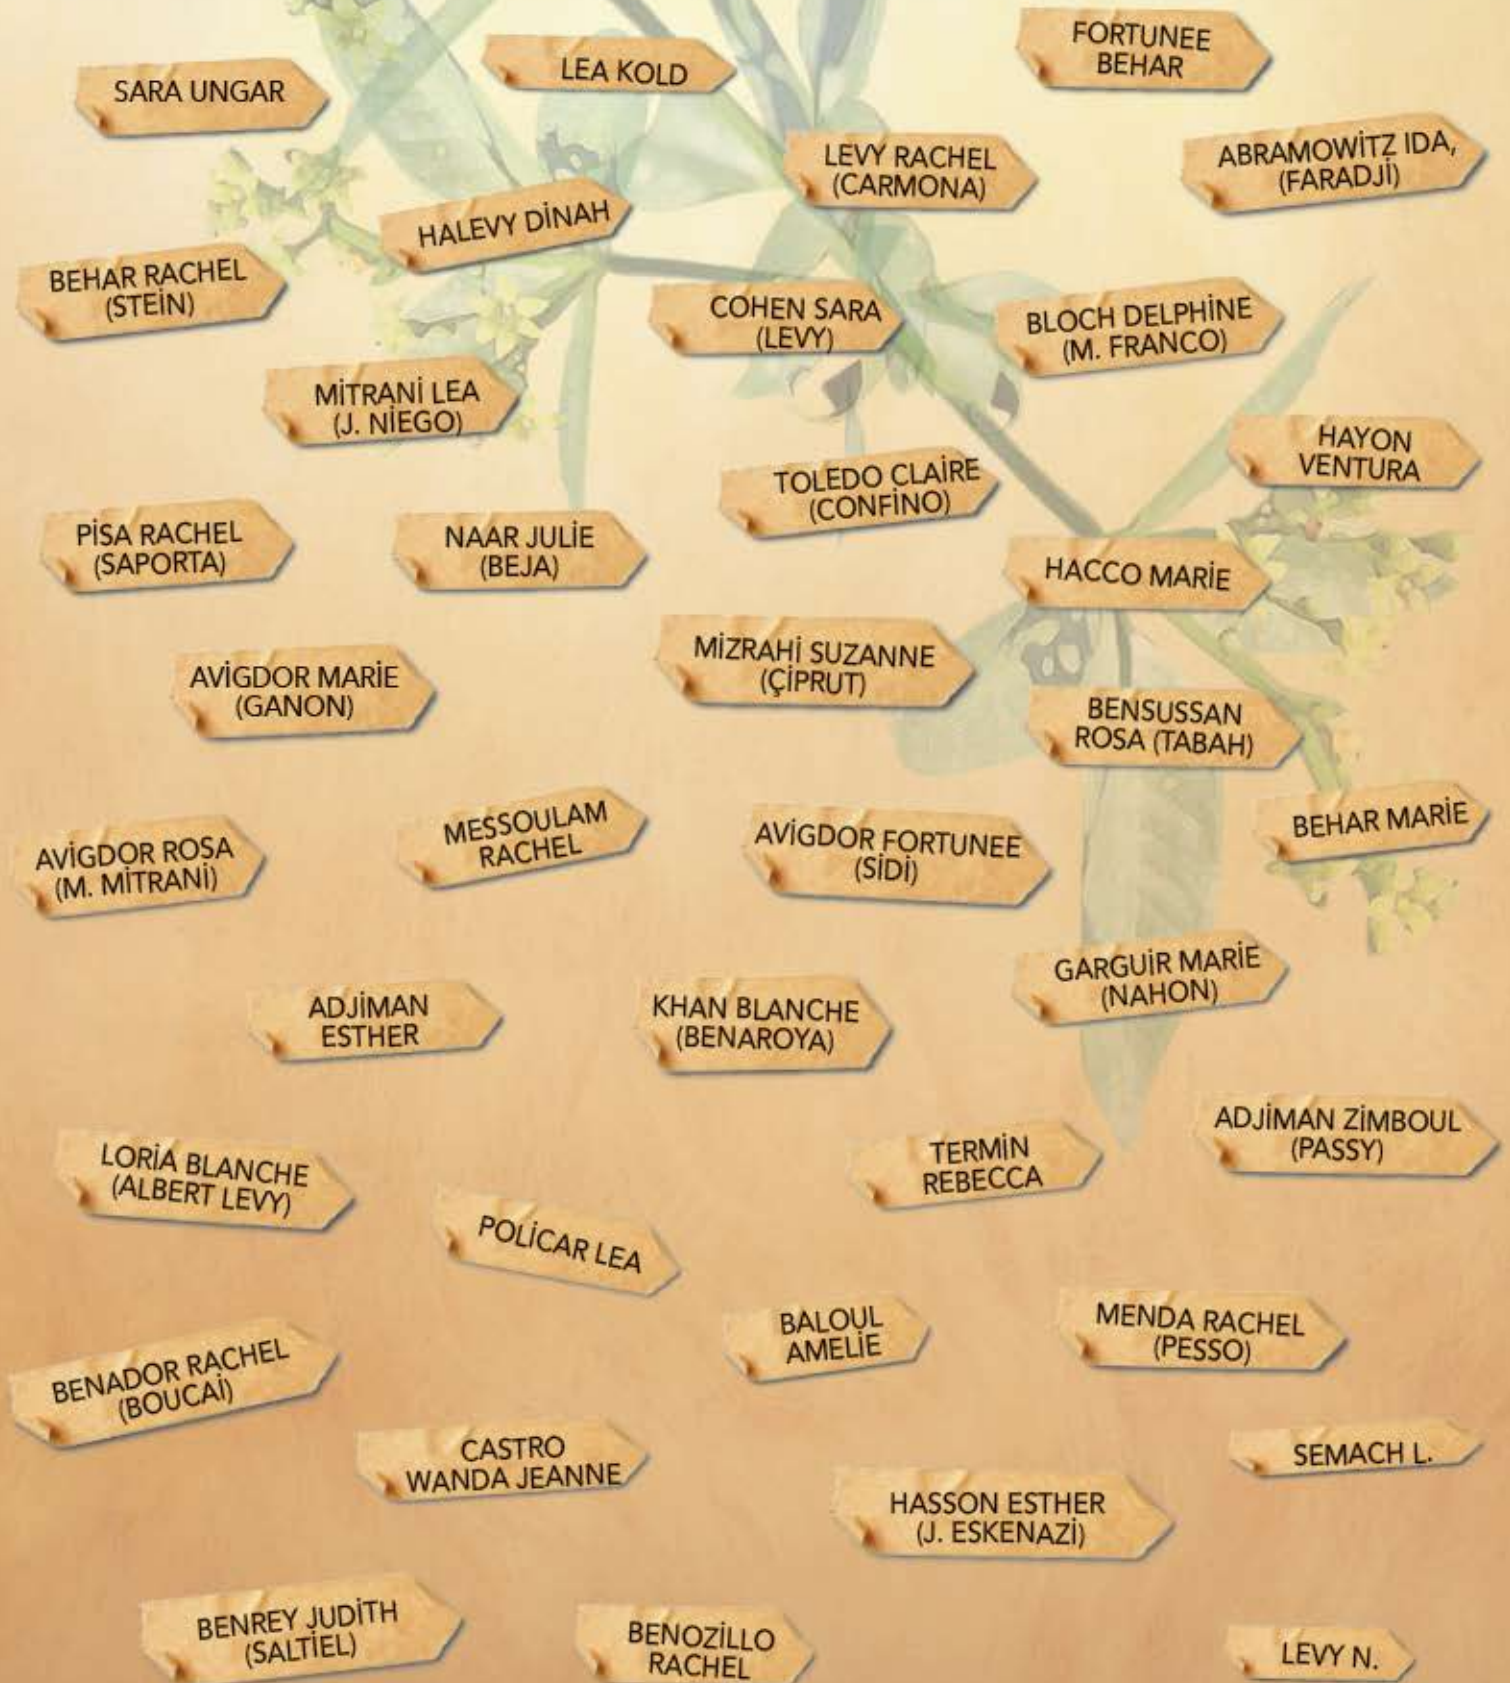 SARA UNGAR
LEA KOLD
FORTUNEE
BEHAR
LEVY RACHEL
(CARMONA)
ABRAMOWİTZ IDA,
(FARADJİ)
HALEVY DİNAH
BEHAR RACHEL
(STEİN)
COHEN SARA
(LEVY)
BLOCH DELPHİNE
(M. FRANCO)
MİTRANİ LEA
(J. NİEGO)
HAYON
VENTURA
TOLEDO CLAİRE
(CONFİNO)
PİSA RACHEL
(SAPORTA)
NAAR JULİE
(BEJA)
HACCO MARİE
MİZRAHİ SUZANNE
(ÇİPRUT)
AVİGDOR MARİE
(GANON)
BENSUSSAN
ROSA (TABAH)
MESSOULAM
RACHEL
AVİGDOR FORTUNEE
(SİDİ)
BEHAR MARİE
AVİGDOR ROSA
(M. MİTRANİ)
GARGUİR MARİE
(NAHON)
ADJİMAN
ESTHER
KHAN BLANCHE
(BENAROYA)
ADJİMAN ZİMBOUL
(PASSY)
LORİA BLANCHE
(ALBERT LEVY)
TERMİN
REBECCA
POLİCAR LEA
BALOUL
AMELİE
MENDA RACHEL
(PESSO)
BENADOR RACHEL
(BOUCAİ)
CASTRO
WANDA JEANNE
SEMACH L.
HASSON ESTHER
(J. ESKENAZİ)
BENREY JUDİTH
(SALTİEL)
BENOZİLLO
RACHEL
LEVY N.